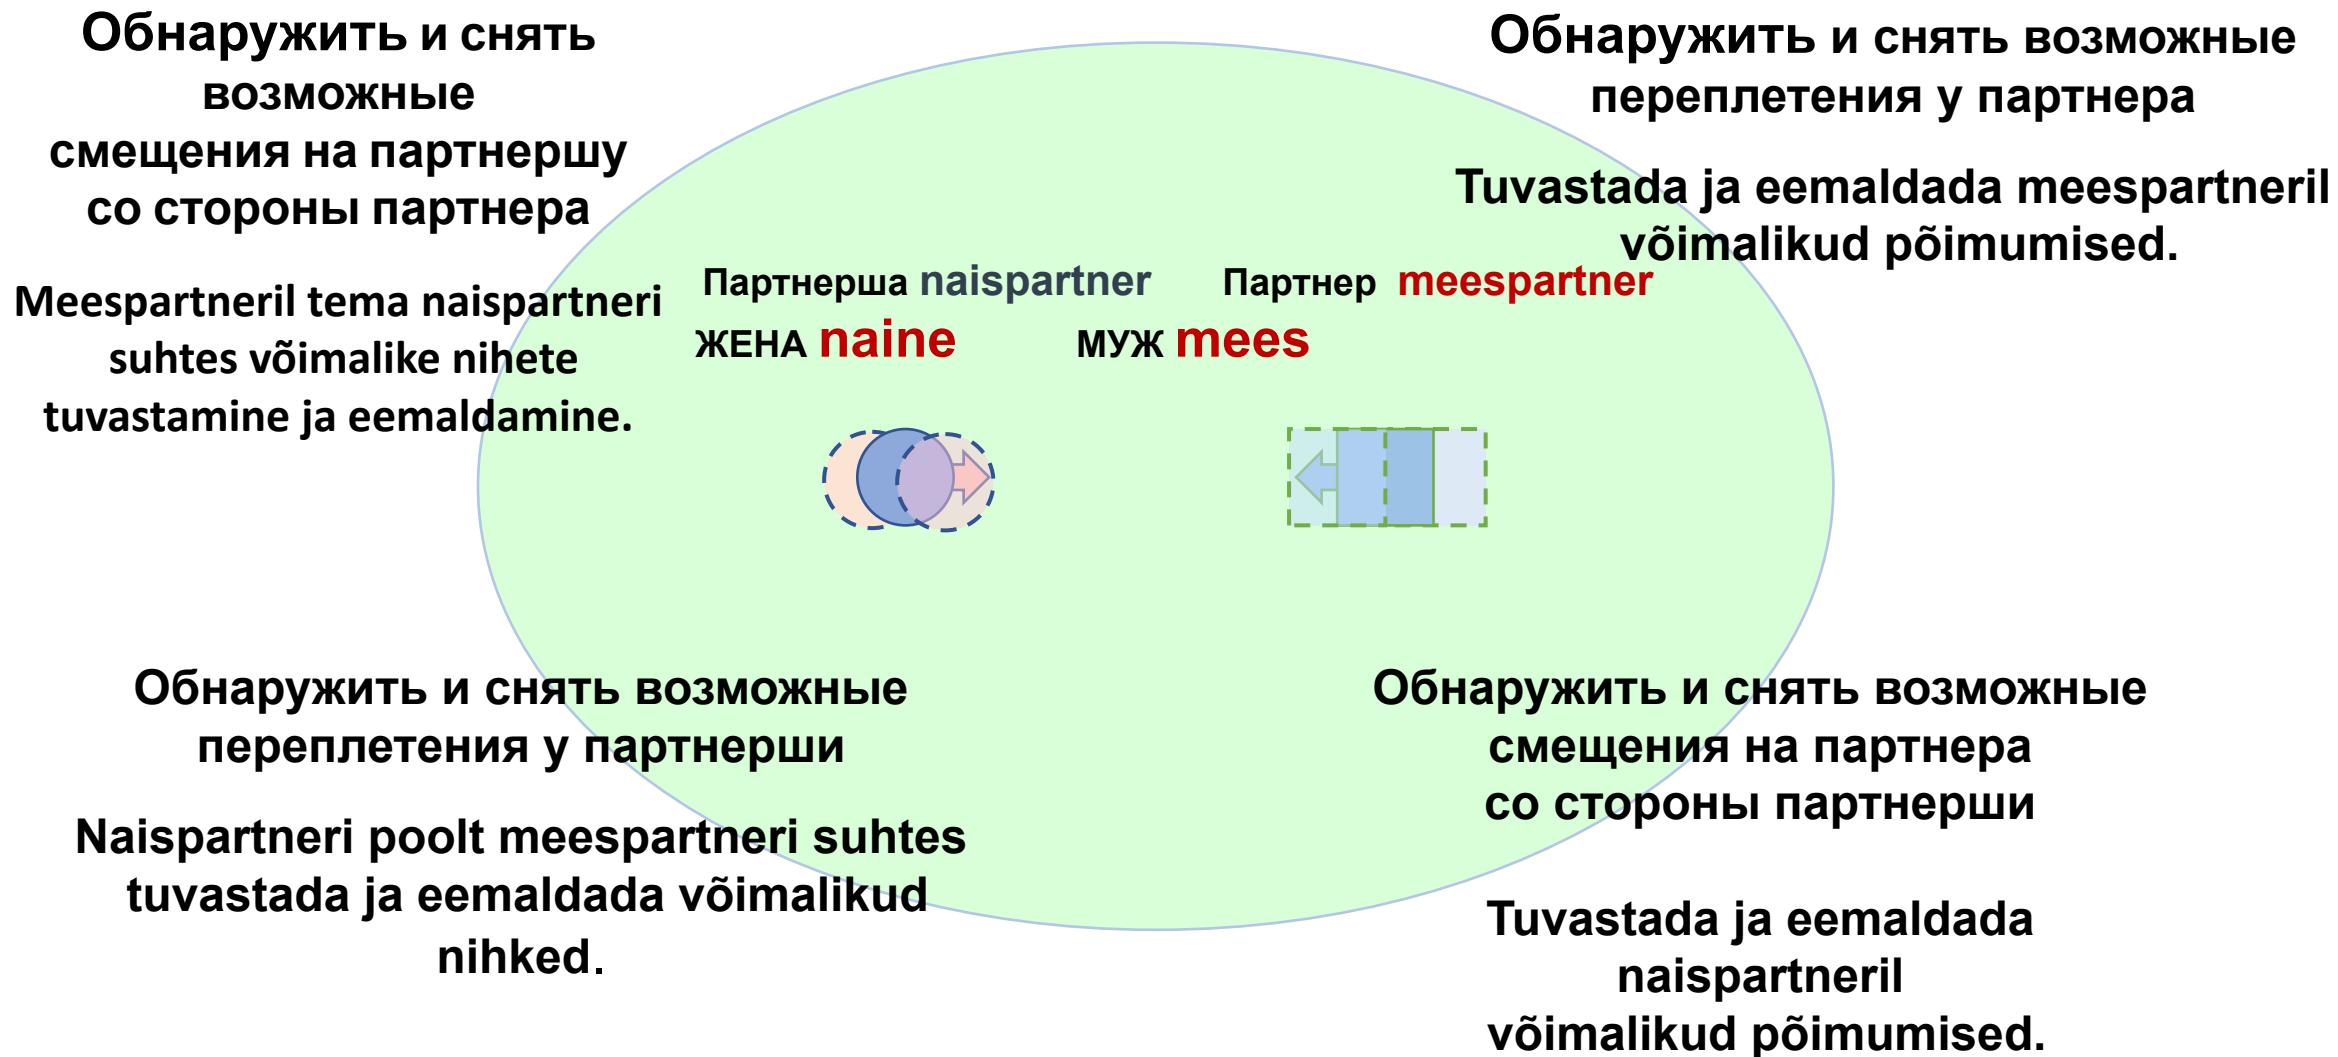 Обнаружить и снять
возможные
смещения на партнершу
со стороны партнера
Meespartneril tema naispartneri
suhtes võimalike nihete
tuvastamine ja eemaldamine.
Обнаружить и снять возможные
переплетения у партнера
Tuvastada ja eemaldada meespartneril
võimalikud põimumised.
Партнерша naispartner Партнер meespartner
ЖЕНА naine МУЖ mees
Обнаружить и снять возможные
переплетения у партнерши
Naispartneri poolt meespartneri suhtes
tuvastada ja eemaldada võimalikud
nihked.
Обнаружить и снять возможные
смещения на партнера
со стороны партнерши
Tuvastada ja eemaldada
naispartneril
võimalikud põimumised.